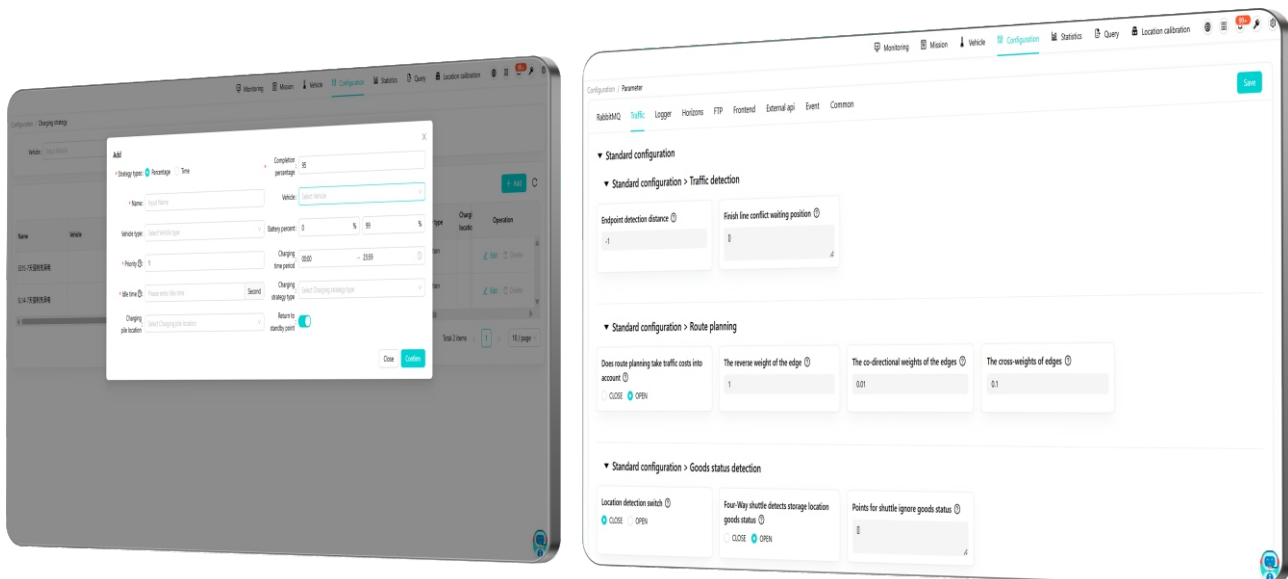 Monitoring Mission Vehicle Configuration Statistics Query Location calibration 99+
Configuration / Charging strategy
Vehicle: Input Vehicle
+ Add
Name Vehicle type Chargi locatio Operation
Edit Delete
Edit Delete
Total 2 items 1 10 / page
Add X
* Strategy types: Percentage Time
* Completion percentage: 95
* Name: Input Name
Vehicle: Select Vehicle
Vehicle type: Select Vehicle type
Battery percent: 0 % 99 %
* Priority: 1
Charging time period: 00:00 → 23:59
* Idle time: Please enter Idle time Second
Charging strategy type: Select Charging strategy type
Charging pile location: Select Charging pile location
Return to standby point:
Close Confirm
Monitoring Mission Vehicle Configuration Statistics Query Location calibration 99+
Configuration / Parameter
Save
RabbitMQ Traffic Logger Horizons FTP Frontend External api Event Common
▼ Standard configuration
▼ Standard configuration > Traffic detection
Endpoint detection distance ?
-1
Finish line conflict waiting position ?
[]
▼ Standard configuration > Route planning
Does route planning take traffic costs into
account ?
CLOSE OPEN
The reverse weight of the edge ?
1
The co-directional weights of the edges ?
0.01
The cross-weights of edges ?
0.1
▼ Standard configuration > Goods status detection
Location detection switch ?
CLOSE OPEN
Four-Way shuttle detects storage location
goods status ?
CLOSE OPEN
Points for shuttle ignore goods status ?
[]